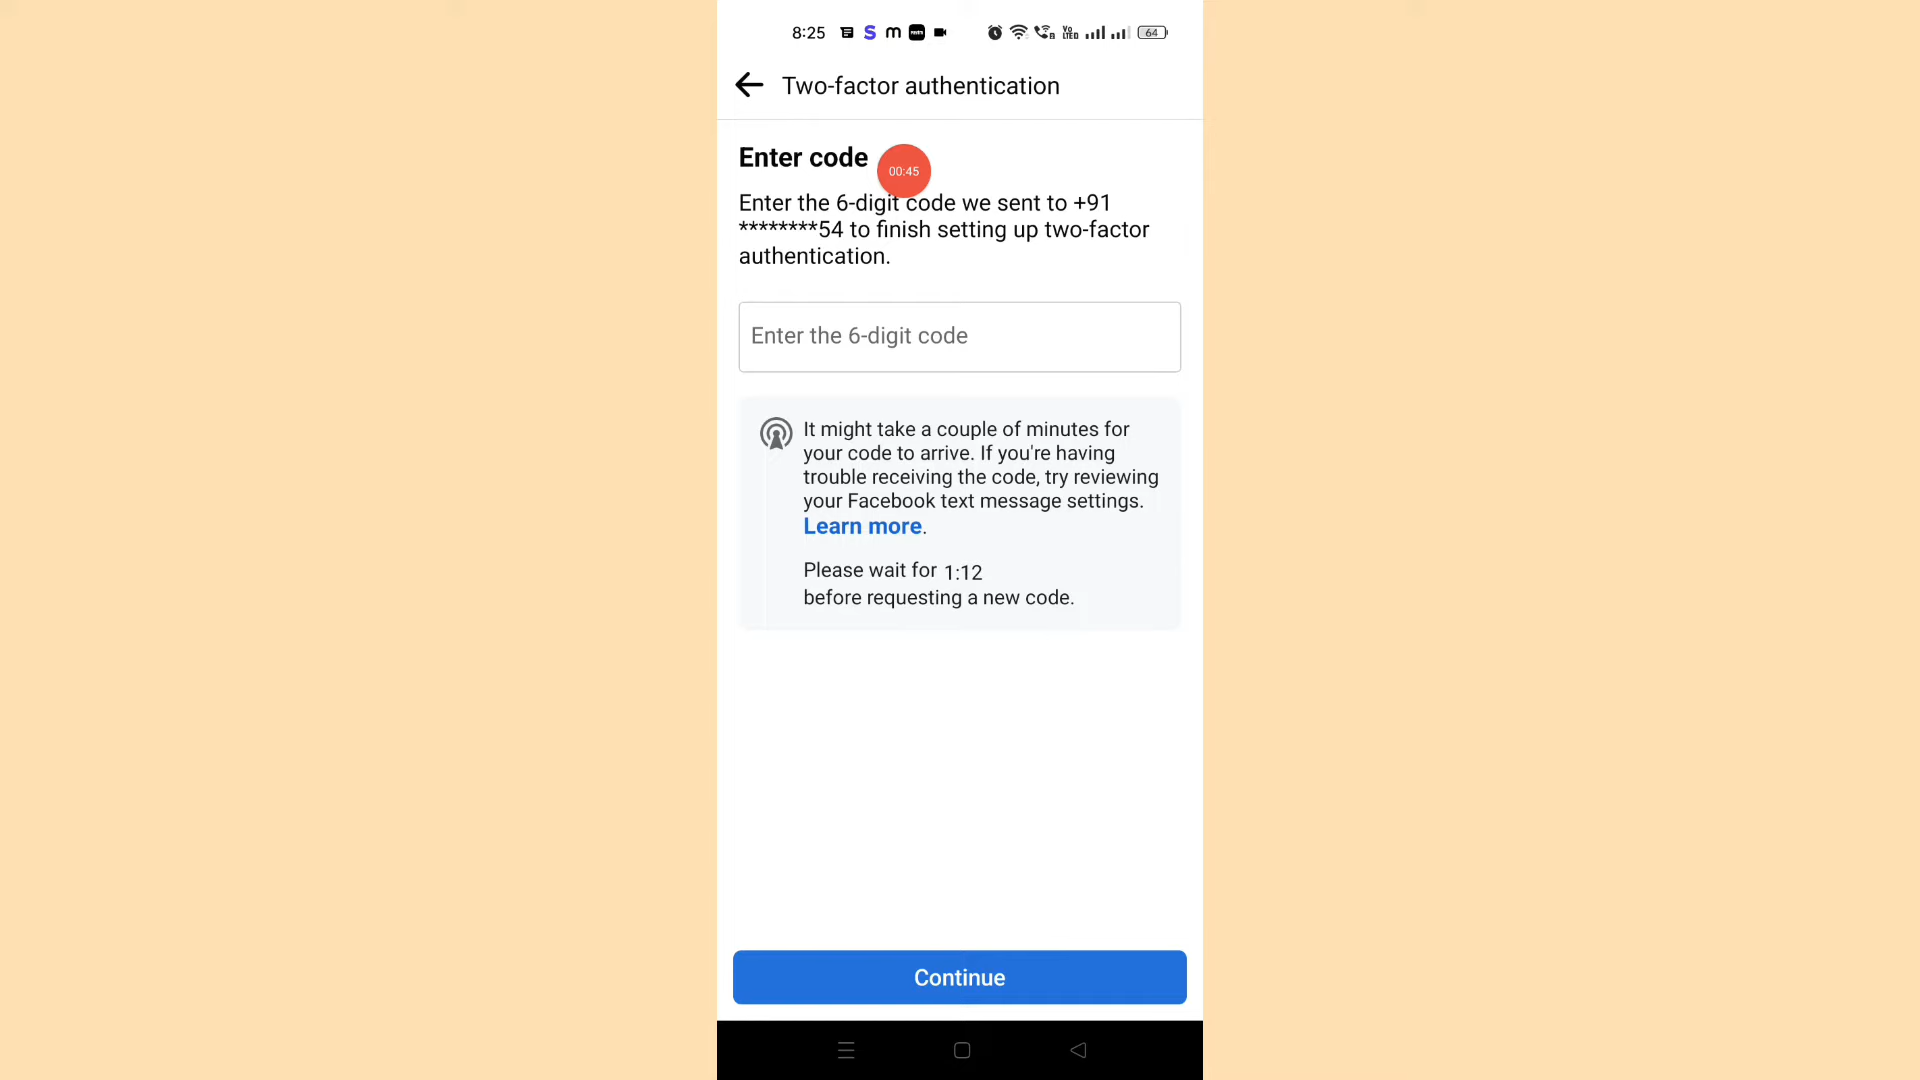 8:25 S m VoLTED 64
Two-factor authentication
Enter code
00:45
Enter the 6-digit code we sent to +91
********54 to finish setting up two-factor
authentication.
Enter the 6-digit code
It might take a couple of minutes for
your code to arrive. If you're having
trouble receiving the code, try reviewing
your Facebook text message settings.
Learn more.
Please wait for 1:12
before requesting a new code.
Continue